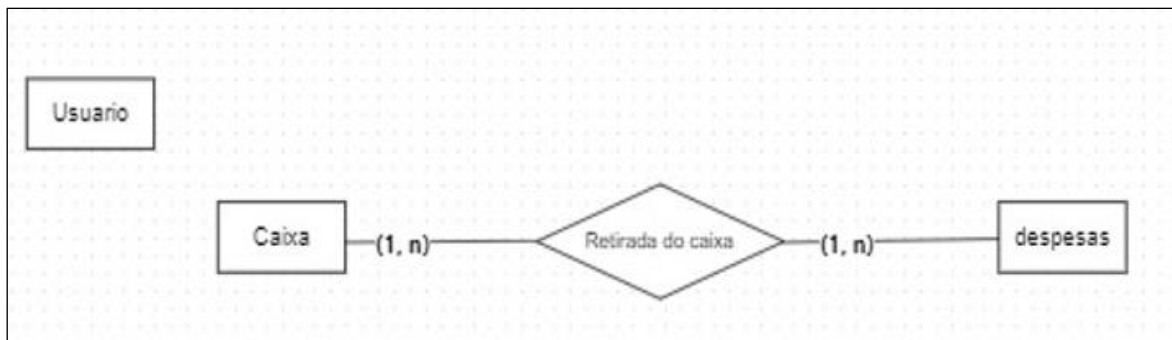 Usuario
Caixa
(1, n)
Retirada do caixa
(1, n)
despesas